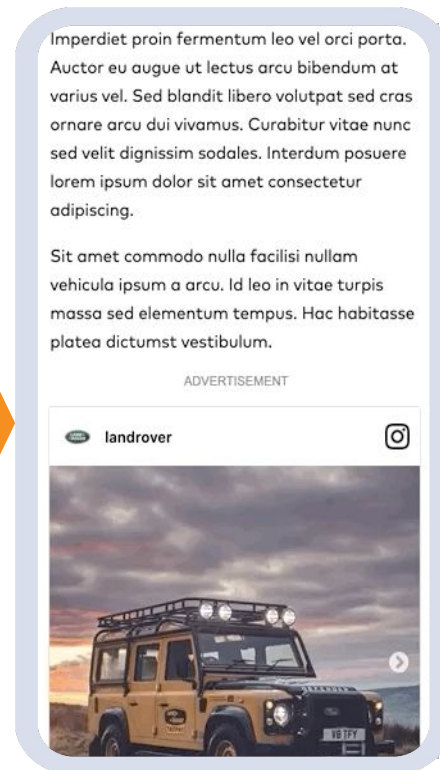 Imperdiet proin fermentum leo vel orci porta.
Auctor eu augue ut lectus arcu bibendum at
varius vel. Sed blandit libero volutpat sed cras
ornare arcu dui vivamus. Curabitur vitae nunc
sed velit dignissim sodales. Interdum posuere
lorem ipsum dolor sit amet consectetur
adipiscing.
Sit amet commodo nulla facilisi nullam
vehicula ipsum a arcu. Id leo in vitae turpis
massa sed elementum tempus. Hac habitasse
platea dictumst vestibulum.
ADVERTISEMENT
landrover
V8 TFY